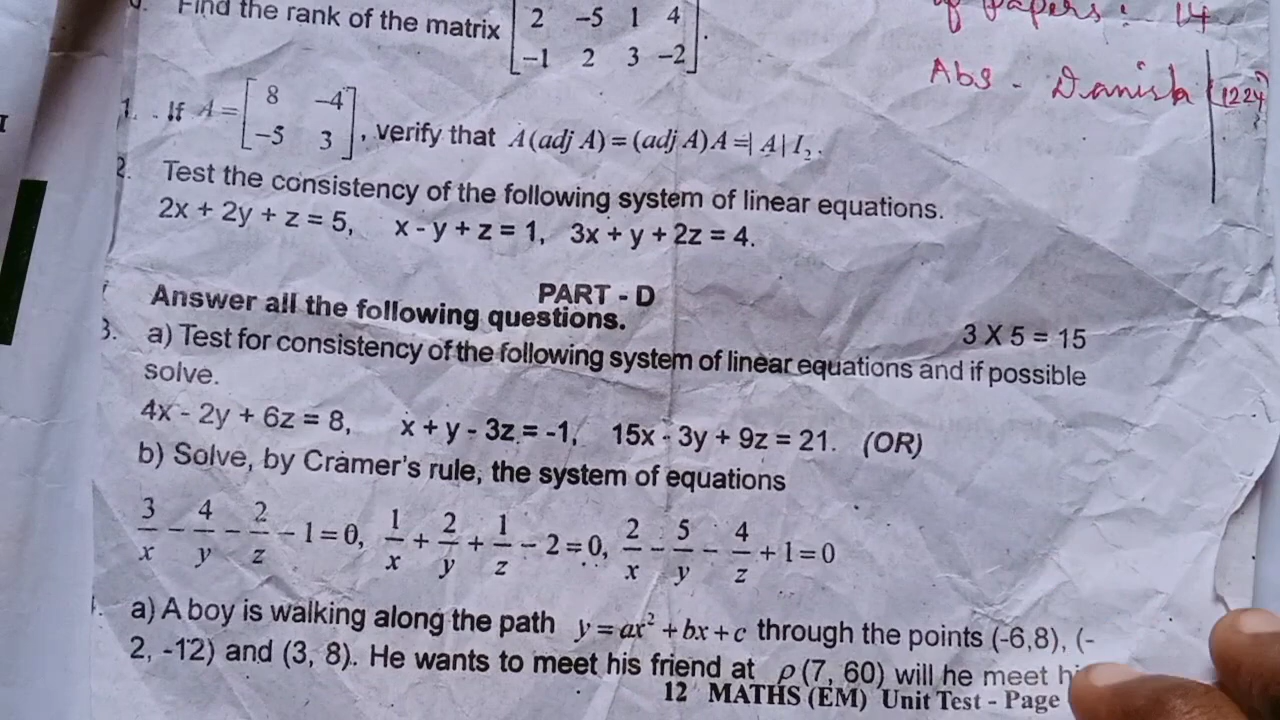 Find the rank of the matrix [2 -5 1 4
-1 2 3 -2].
of Papers : 14
Abs - Danish (1224)
1. If A = [8 -4
-5 3], verify that A(adj A) = (adj A) A = |A| I₂.
2. Test the consistency of the following system of linear equations.
2x + 2y + z = 5, x - y + z = 1, 3x + y + 2z = 4.
PART - D
Answer all the following questions.
3 X 5 = 15
3. a) Test for consistency of the following system of linear equations and if possible
solve.
4x - 2y + 6z = 8, x + y - 3z = -1, 15x - 3y + 9z = 21. (OR)
b) Solve, by Cramer's rule, the system of equations
3/x - 4/y - 2/z - 1 = 0, 1/x + 2/y + 1/z - 2 = 0, 2/x - 5/y - 4/z + 1 = 0
a) A boy is walking along the path y = ax² + bx + c through the points (-6,8), (-
2, -12) and (3, 8). He wants to meet his friend at ρ(7, 60) will he meet
12 MATHS (EM) Unit Test - Page